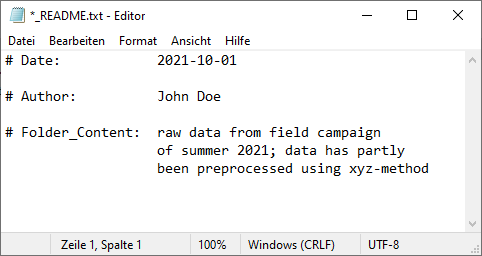 *_README.txt - Editor
Datei Bearbeiten Format Ansicht Hilfe
# Date: 2021-10-01
# Author: John Doe
# Folder_Content: raw data from field campaign
of summer 2021; data has partly
been preprocessed using xyz-method
Zeile 1, Spalte 1 100% Windows (CRLF) UTF-8